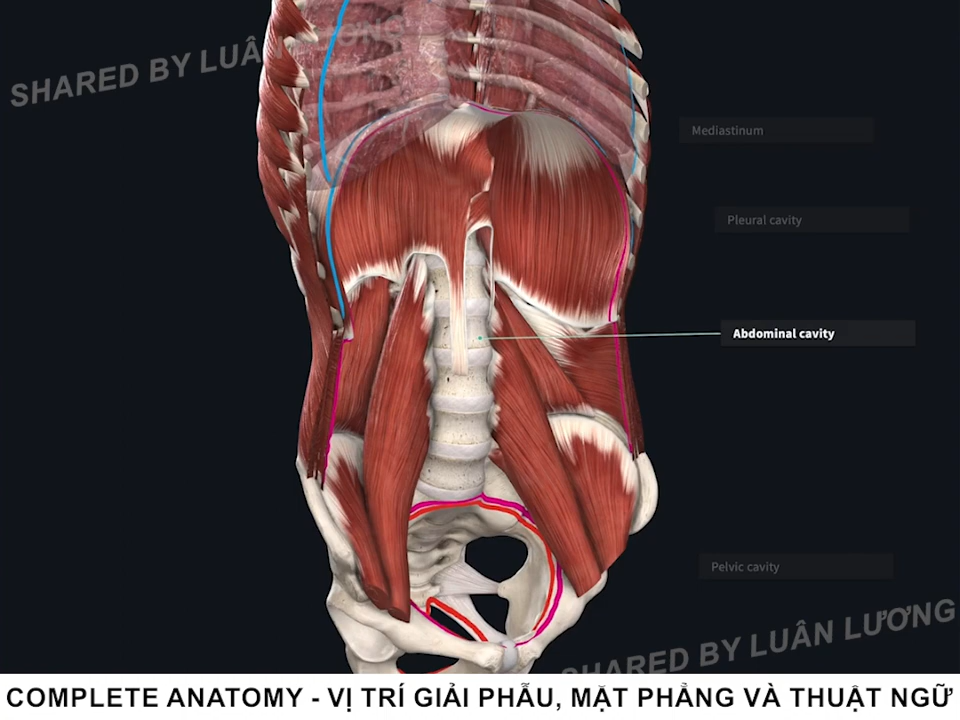 SHARED BY LUÂN LƯƠNG
Mediastinum
Pleural cavity
Abdominal cavity
Pelvic cavity
SHARED BY LUÂN LƯƠNG
COMPLETE ANATOMY - VỊ TRÍ GIẢI PHẪU, MẶT PHẲNG VÀ THUẬT NGỮ